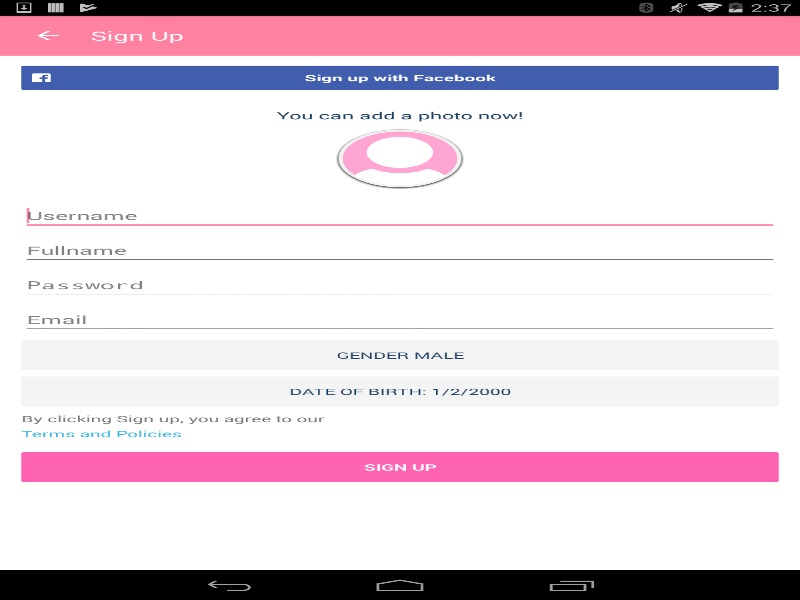 2:37
Sign Up
Sign up with Facebook
You can add a photo now!
Username
Fullname
Password
Email
GENDER MALE
DATE OF BIRTH: 1/2/2000
By clicking Sign up, you agree to our
Terms and Policies
SIGN UP